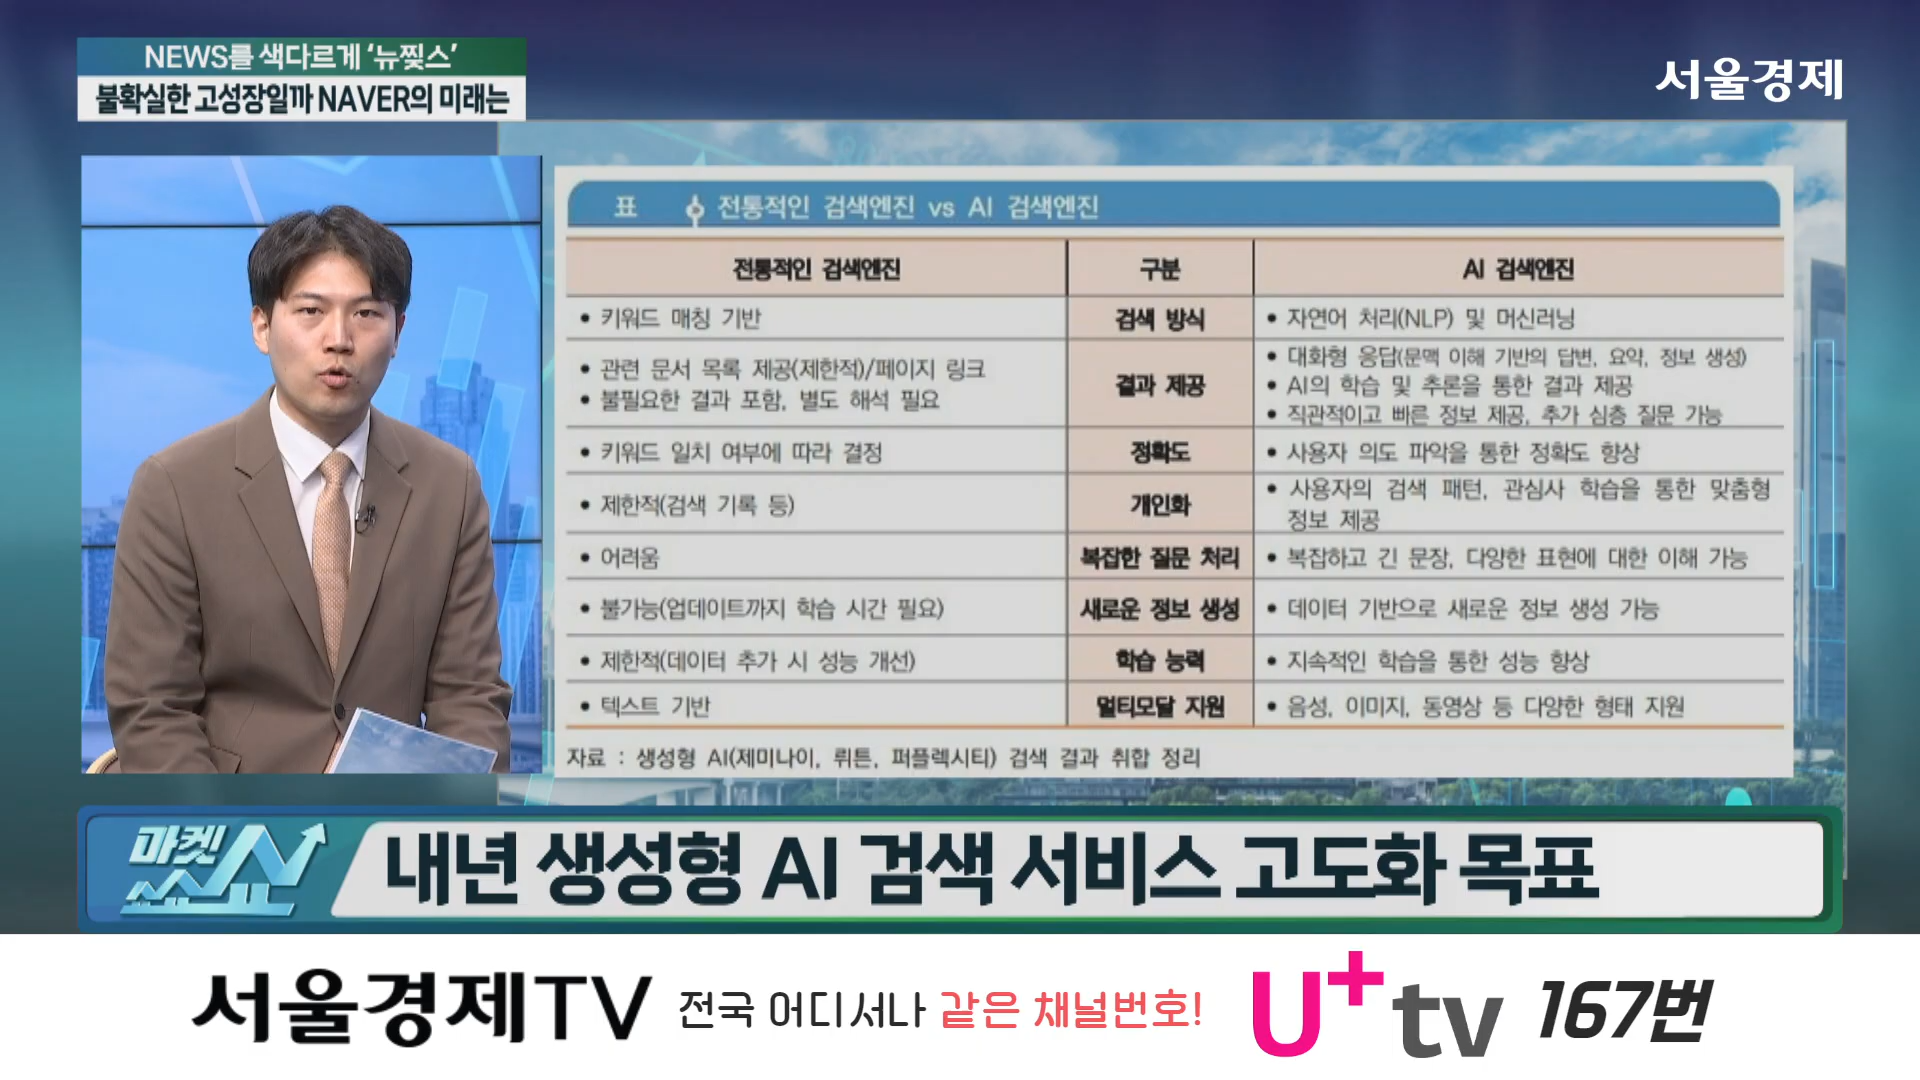 NEWS를 색다르게 ‘뉴찢스’
불확실한 고성장일까 NAVER의 미래는
서울경제
표 전통적인 검색엔진 vs AI 검색엔진
전통적인 검색엔진 구분 AI 검색엔진
• 키워드 매칭 기반 검색 방식 • 자연어 처리(NLP) 및 머신러닝
• 관련 문서 목록 제공(제한적)/페이지 링크
• 불필요한 결과 포함, 별도 해석 필요
결과 제공
• 대화형 응답(문맥 이해 기반의 답변, 요약, 정보 생성)
• AI의 학습 및 추론을 통한 결과 제공
• 직관적이고 빠른 정보 제공, 추가 심층 질문 가능
• 키워드 일치 여부에 따라 결정 정확도 • 사용자 의도 파악을 통한 정확도 향상
• 제한적(검색 기록 등) 개인화 • 사용자의 검색 패턴, 관심사 학습을 통한 맞춤형
정보 제공
• 어려움 복잡한 질문 처리 • 복잡하고 긴 문장, 다양한 표현에 대한 이해 가능
• 불가능(업데이트까지 학습 시간 필요) 새로운 정보 생성 • 데이터 기반으로 새로운 정보 생성 가능
• 제한적(데이터 추가 시 성능 개선) 학습 능력 • 지속적인 학습을 통한 성능 향상
• 텍스트 기반 멀티모달 지원 • 음성, 이미지, 동영상 등 다양한 형태 지원
자료 : 생성형 AI(제미나이, 뤼튼, 퍼플렉시티) 검색 결과 취합 정리
마켓쇼
내년 생성형 AI 검색 서비스 고도화 목표
서울경제TV 전국 어디서나 같은 채널번호! U+tv 167번